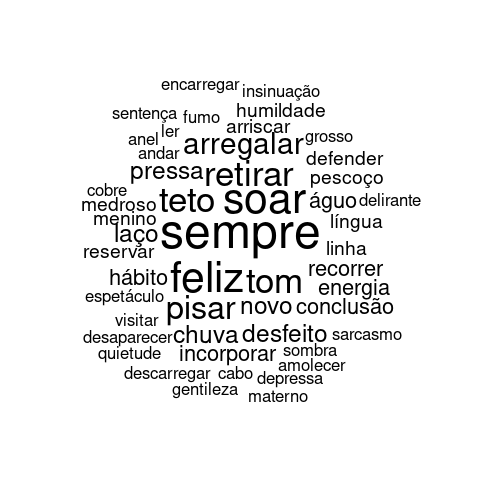 encarregar
insinuação
sentença fumo humildade
ler arriscar
anel arregalar grosso
andar defender
pressa retirar pescoço
cobre teto soar águo delirante
medroso
menino sempre língua
laço
reservar linha
hábito feliz tom recorrer
energia
espetáculo pisar novo conclusão
visitar
desaparecer chuva desfeito sarcasmo
quietude incorporar sombra
amolecer
descarregar cabo depressa
gentileza materno